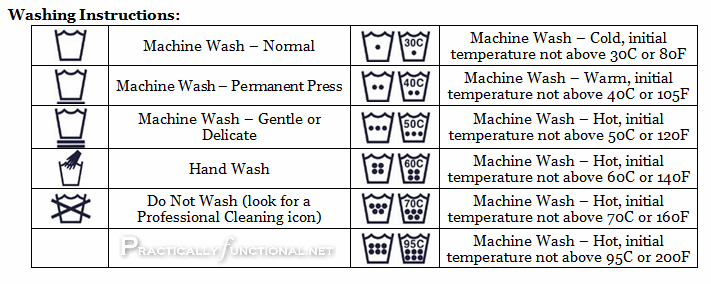 Washing Instructions:
Machine Wash – Normal
30C
Machine Wash – Cold, initial
temperature not above 30C or 80F
Machine Wash – Permanent Press
40C
Machine Wash – Warm, initial
temperature not above 40C or 105F
Machine Wash – Gentle or
Delicate
50C
Machine Wash – Hot, initial
temperature not above 50C or 120F
Hand Wash
60C
Machine Wash – Hot, initial
temperature not above 60C or 140F
Do Not Wash (look for a
Professional Cleaning icon)
70C
Machine Wash – Hot, initial
temperature not above 70C or 160F
PRACTICALLY functional.NET
95C
Machine Wash – Hot, initial
temperature not above 95C or 200F